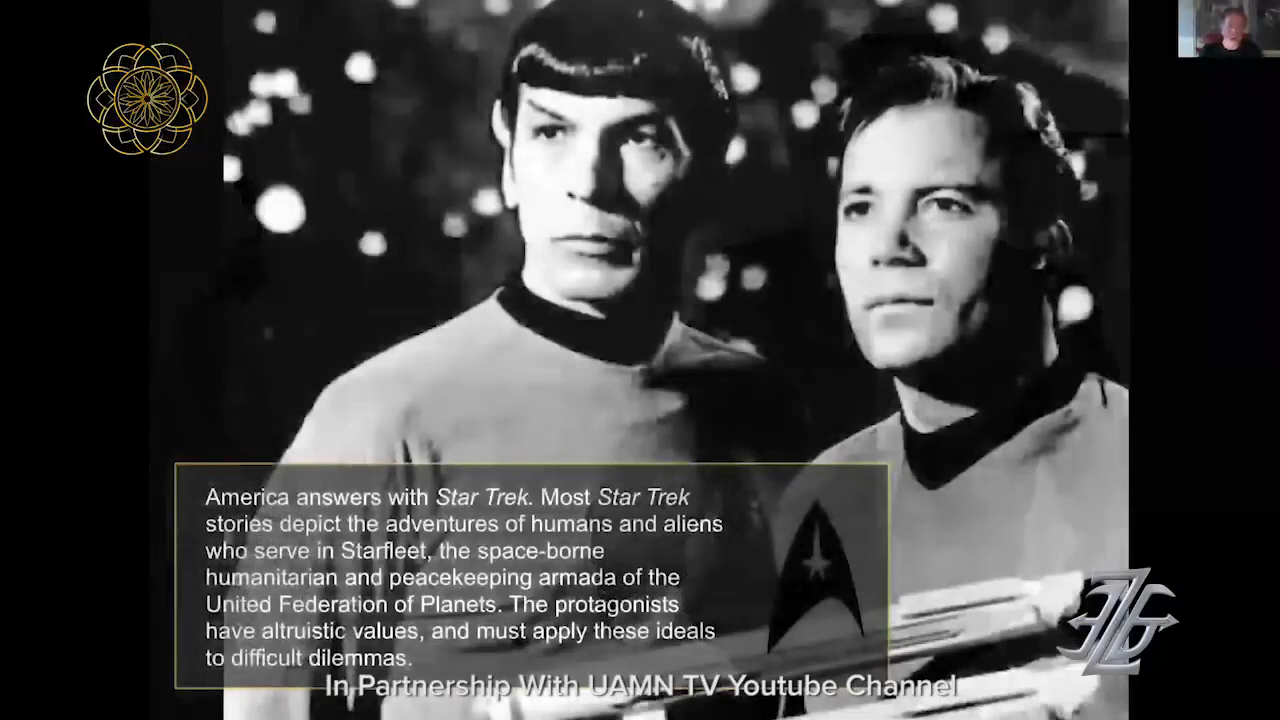 America answers with Star Trek. Most Star Trek
stories depict the adventures of humans and aliens
who serve in Starfleet, the space-borne
humanitarian and peacekeeping armada of the
United Federation of Planets. The protagonists
have altruistic values, and must apply these ideals
to difficult dilemmas.
In Partnership With UAMN TV Youtube Channel